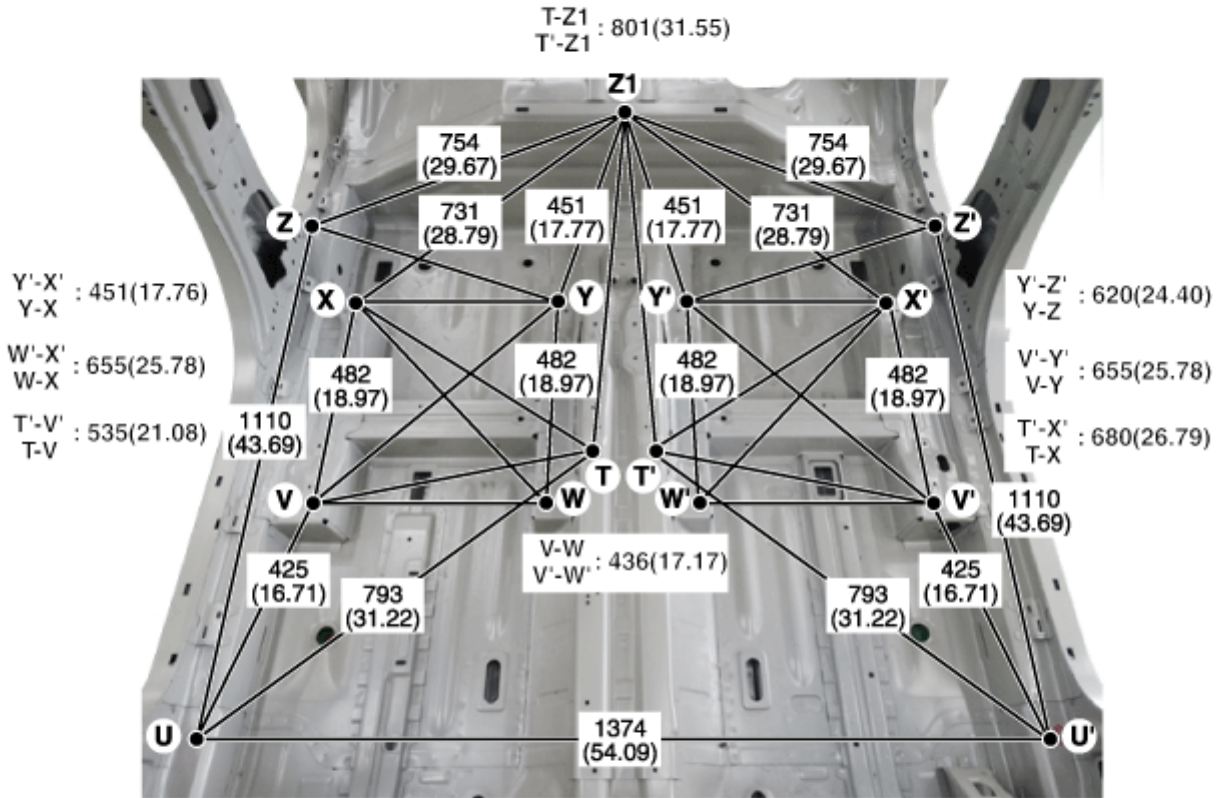 T-Z1
T'-Z1 : 801(31.55)
Z1
754
(29.67)
754
(29.67)
731
(28.79)
451
(17.77)
451
(17.77)
731
(28.79)
Z
Z'
Y'-X'
Y-X : 451(17.76)
X
Y
Y'
X'
Y'-Z'
Y-Z : 620(24.40)
W'-X'
W-X : 655(25.78)
482
(18.97)
482
(18.97)
482
(18.97)
482
(18.97)
V'-Y'
V-Y : 655(25.78)
T'-V'
T-V : 535(21.08)
1110
(43.69)
T'-X'
T-X : 680(26.79)
T
T'
V
W
W'
V'
1110
(43.69)
V-W
V'-W' : 436(17.17)
425
(16.71)
793
(31.22)
793
(31.22)
425
(16.71)
U
1374
(54.09)
U'